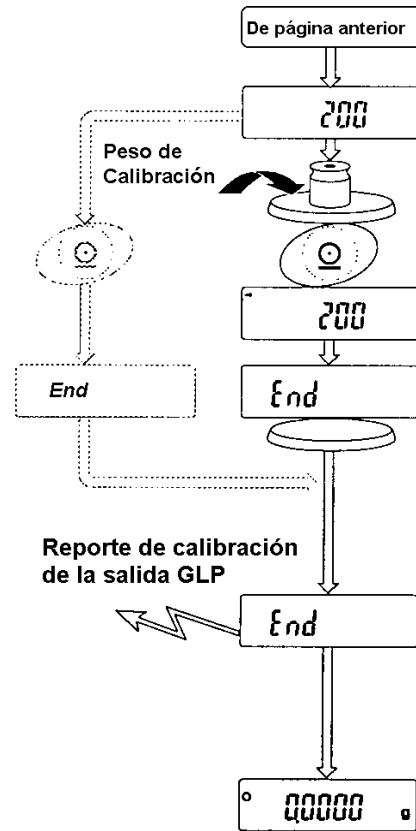 De página anterior
200
Peso de
Calibración
200
End
End
Reporte de calibración
de la salida GLP
End
0.0000 g